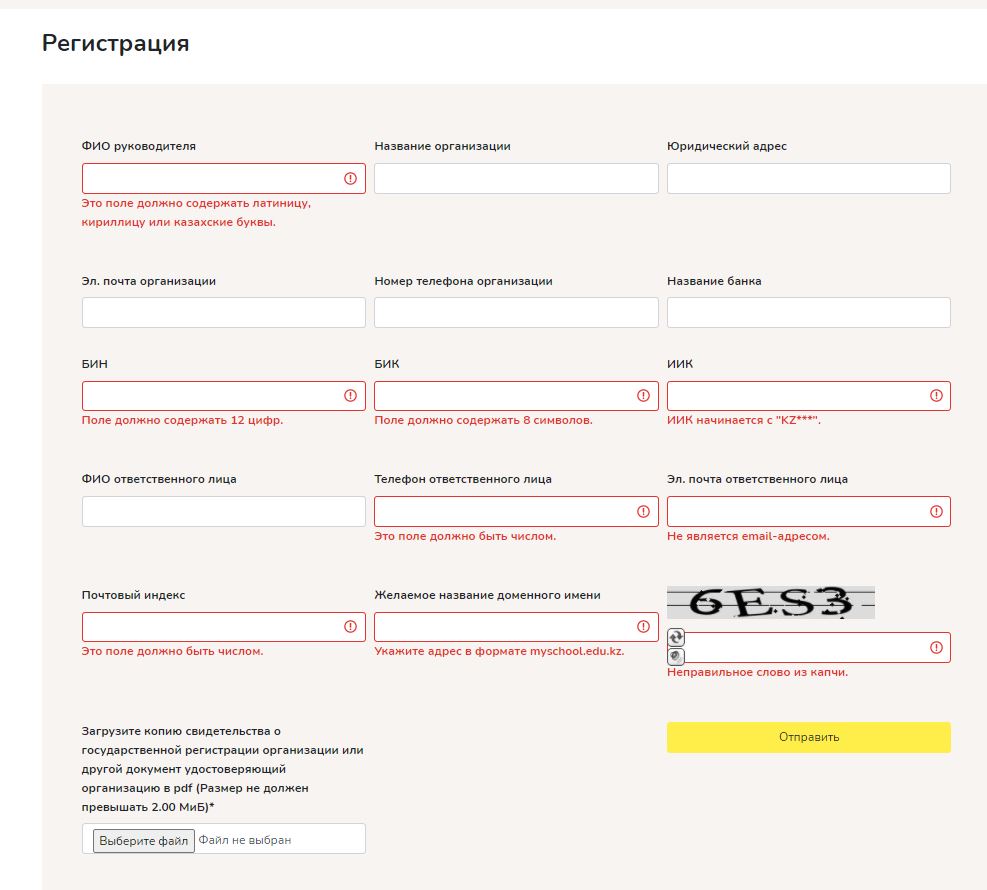 Регистрация
ФИО руководителя
Название организации
Юридический адрес
Это поле должно содержать латиницу,
кириллицу или казахские буквы.
Эл. почта организации
Номер телефона организации
Название банка
БИН
БИК
ИИК
Поле должно содержать 12 цифр.
Поле должно содержать 8 символов.
ИИК начинается с "KZ***".
ФИО ответственного лица
Телефон ответственного лица
Эл. почта ответственного лица
Это поле должно быть числом.
Не является email-адресом.
Почтовый индекс
Желаемое название доменного имени
6ES3
Это поле должно быть числом.
Укажите адрес в формате myschool.edu.kz.
Неправильное слово из капчи.
Загрузите копию свидетельства о
государственной регистрации организации или
другой документ удостоверяющий
организацию в pdf (Размер не должен
превышать 2.00 МиБ)*
Отправить
Выберите файл Файл не выбран